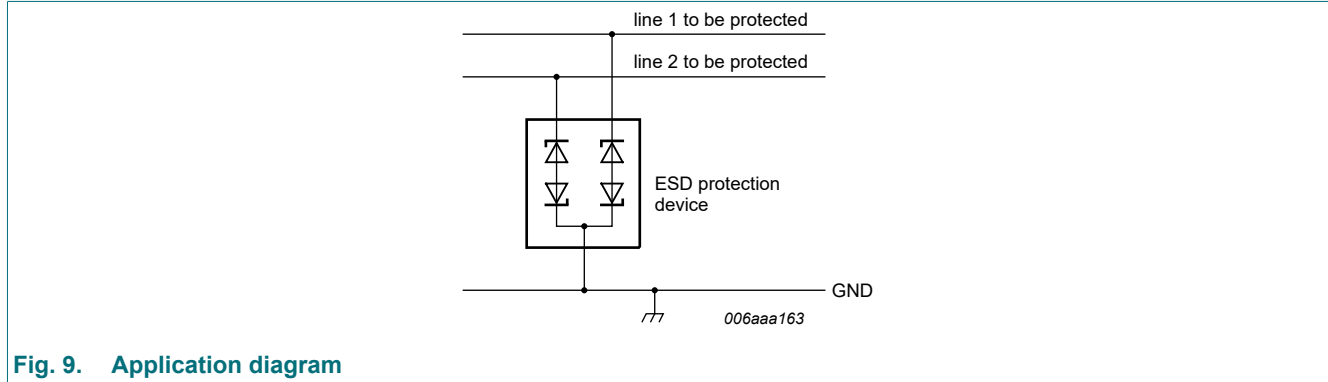 line 1 to be protected
line 2 to be protected
ESD protection
device
GND
006aaa163
Fig. 9. Application diagram